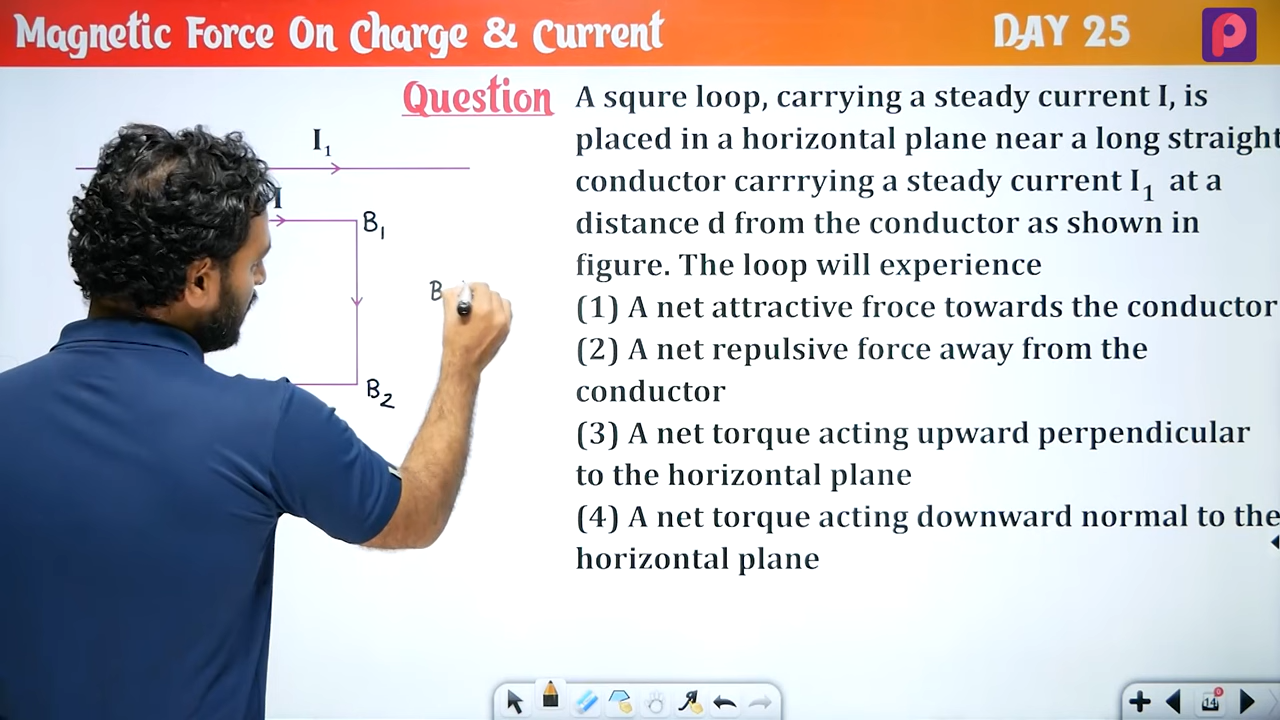 Magnetic Force On Charge & Current
DAY 25
Question
A squre loop, carrying a steady current I, is
placed in a horizontal plane near a long straight
conductor carrrying a steady current I₁ at a
distance d from the conductor as shown in
figure. The loop will experience
(1) A net attractive froce towards the conductor
(2) A net repulsive force away from the
conductor
(3) A net torque acting upward perpendicular
to the horizontal plane
(4) A net torque acting downward normal to the
horizontal plane
I₁
I
B₁
B
B₂
14